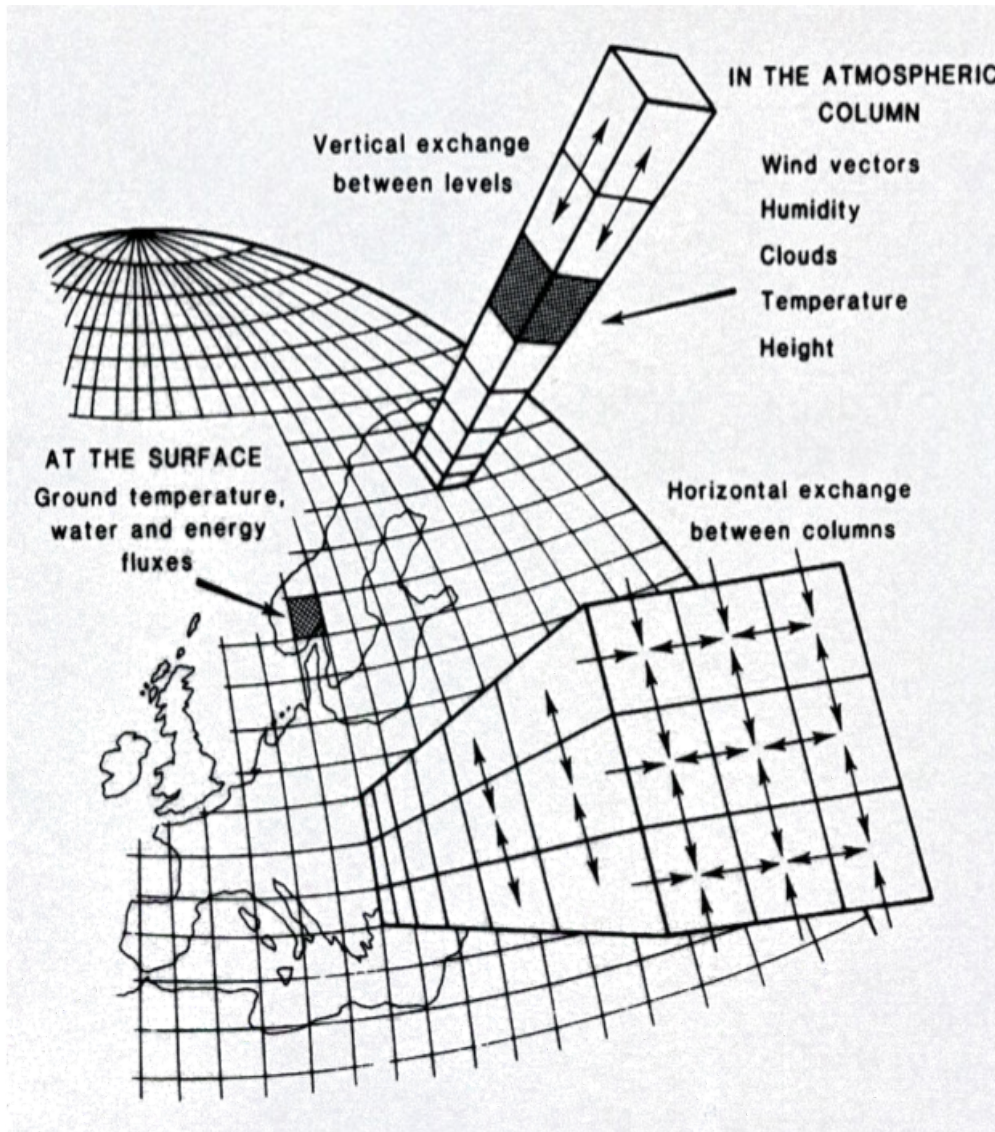 IN THE ATMOSPHERIC
COLUMN
Wind vectors
Humidity
Clouds
Temperature
Height
Vertical exchange
between levels
AT THE SURFACE
Ground temperature,
water and energy
fluxes
Horizontal exchange
between columns